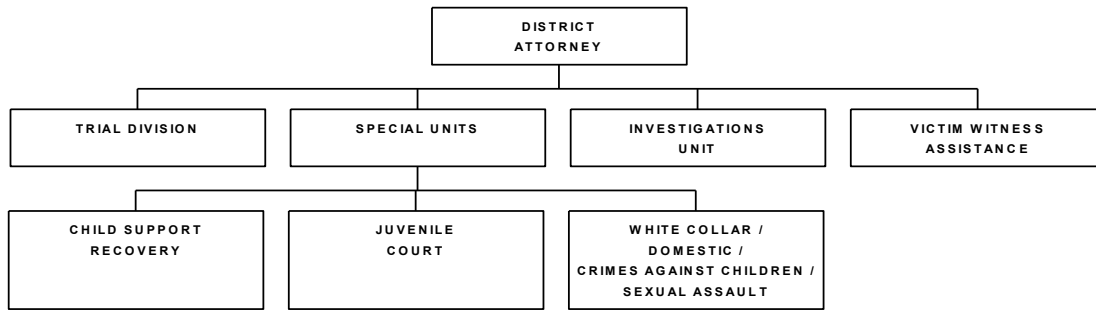 DISTRICT
ATTORNEY
TRIAL DIVISION
SPECIAL UNITS
INVESTIGATIONS
UNIT
VICTIM WITNESS
ASSISTANCE
CHILD SUPPORT
RECOVERY
JUVENILE
COURT
WHITE COLLAR /
DOMESTIC /
CRIMES AGAINST CHILDREN /
SEXUAL ASSAULT